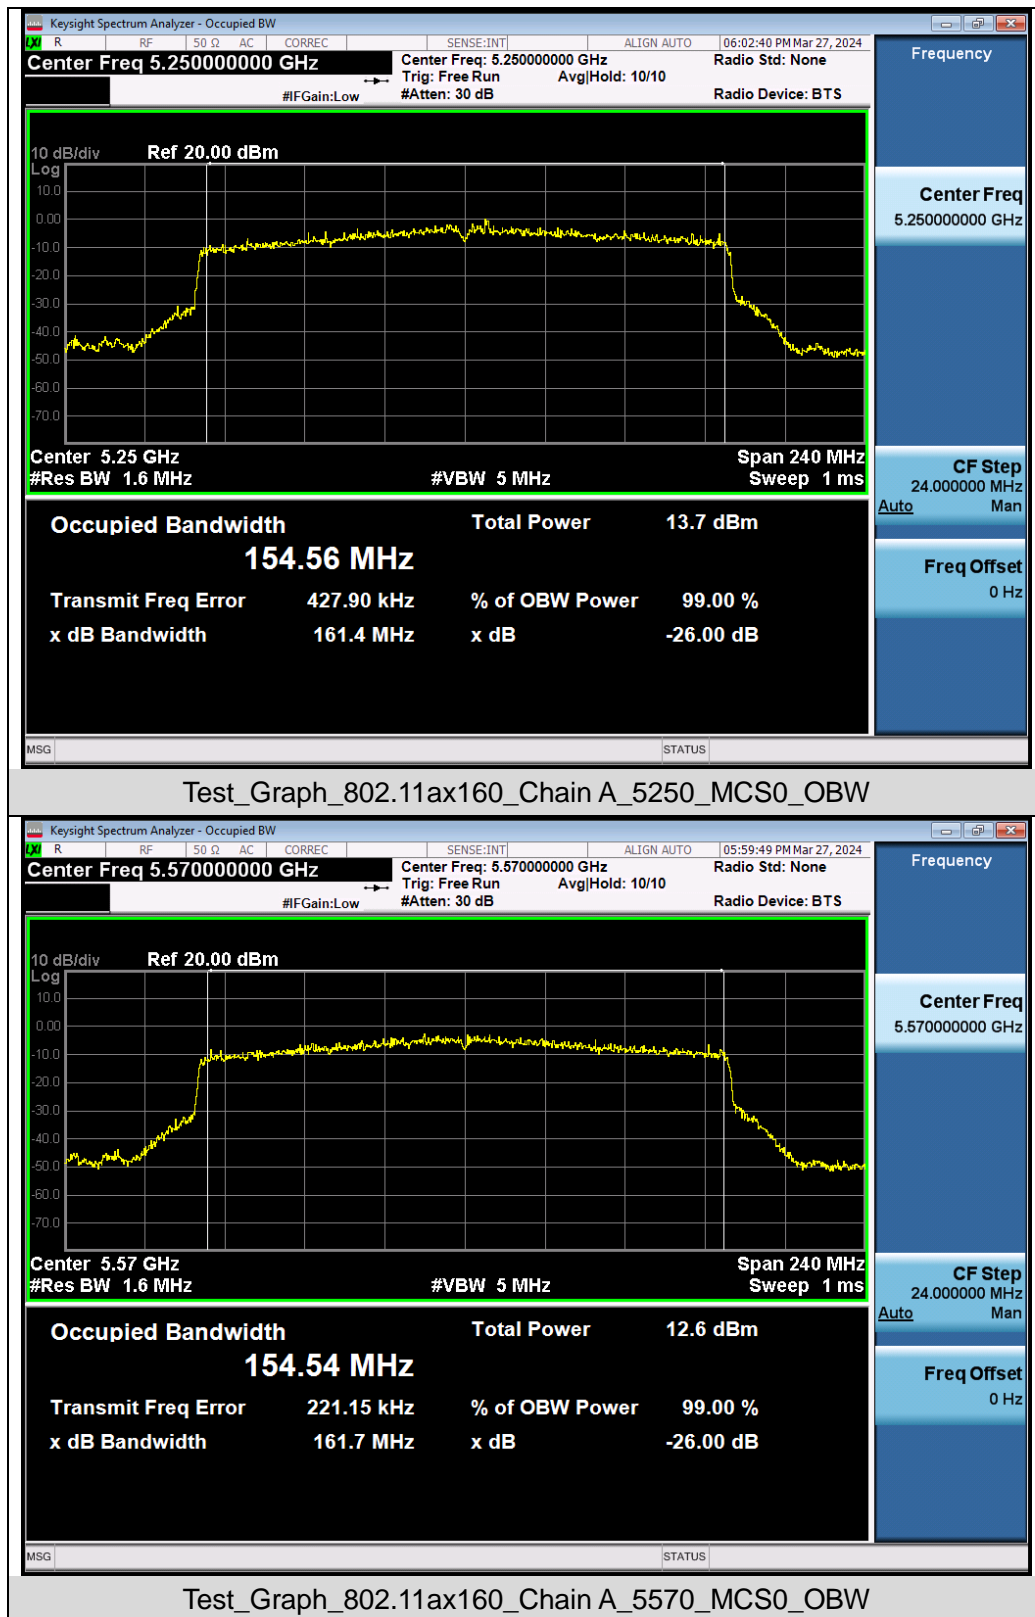 Keysight Spectrum Analyzer - Occupied BW
LXI R RF 50 Ω AC CORREC SENSE:INT ALIGN AUTO 06:02:40 PM Mar 27, 2024
Center Freq 5.250000000 GHz
Center Freq: 5.250000000 GHz Radio Std: None
Trig: Free Run Avg|Hold: 10/10
#IFGain:Low #Atten: 30 dB Radio Device: BTS
Frequency
10 dB/div Ref 20.00 dBm
Log
10.0
0.00
-10.0
-20.0
-30.0
-40.0
-50.0
-60.0
-70.0
Center 5.25 GHz Span 240 MHz
#Res BW 1.6 MHz #VBW 5 MHz Sweep 1 ms
Center Freq
5.250000000 GHz
CF Step
24.000000 MHz
Auto Man
Freq Offset
0 Hz
Occupied Bandwidth Total Power 13.7 dBm
154.56 MHz
Transmit Freq Error 427.90 kHz % of OBW Power 99.00 %
x dB Bandwidth 161.4 MHz x dB -26.00 dB
MSG STATUS
Test_Graph_802.11ax160_Chain A_5250_MCS0_OBW
Keysight Spectrum Analyzer - Occupied BW
LXI R RF 50 Ω AC CORREC SENSE:INT ALIGN AUTO 05:59:49 PM Mar 27, 2024
Center Freq 5.570000000 GHz
Center Freq: 5.570000000 GHz Radio Std: None
Trig: Free Run Avg|Hold: 10/10
#IFGain:Low #Atten: 30 dB Radio Device: BTS
Frequency
10 dB/div Ref 20.00 dBm
Log
10.0
0.00
-10.0
-20.0
-30.0
-40.0
-50.0
-60.0
-70.0
Center 5.57 GHz Span 240 MHz
#Res BW 1.6 MHz #VBW 5 MHz Sweep 1 ms
Center Freq
5.570000000 GHz
CF Step
24.000000 MHz
Auto Man
Freq Offset
0 Hz
Occupied Bandwidth Total Power 12.6 dBm
154.54 MHz
Transmit Freq Error 221.15 kHz % of OBW Power 99.00 %
x dB Bandwidth 161.7 MHz x dB -26.00 dB
MSG STATUS
Test_Graph_802.11ax160_Chain A_5570_MCS0_OBW